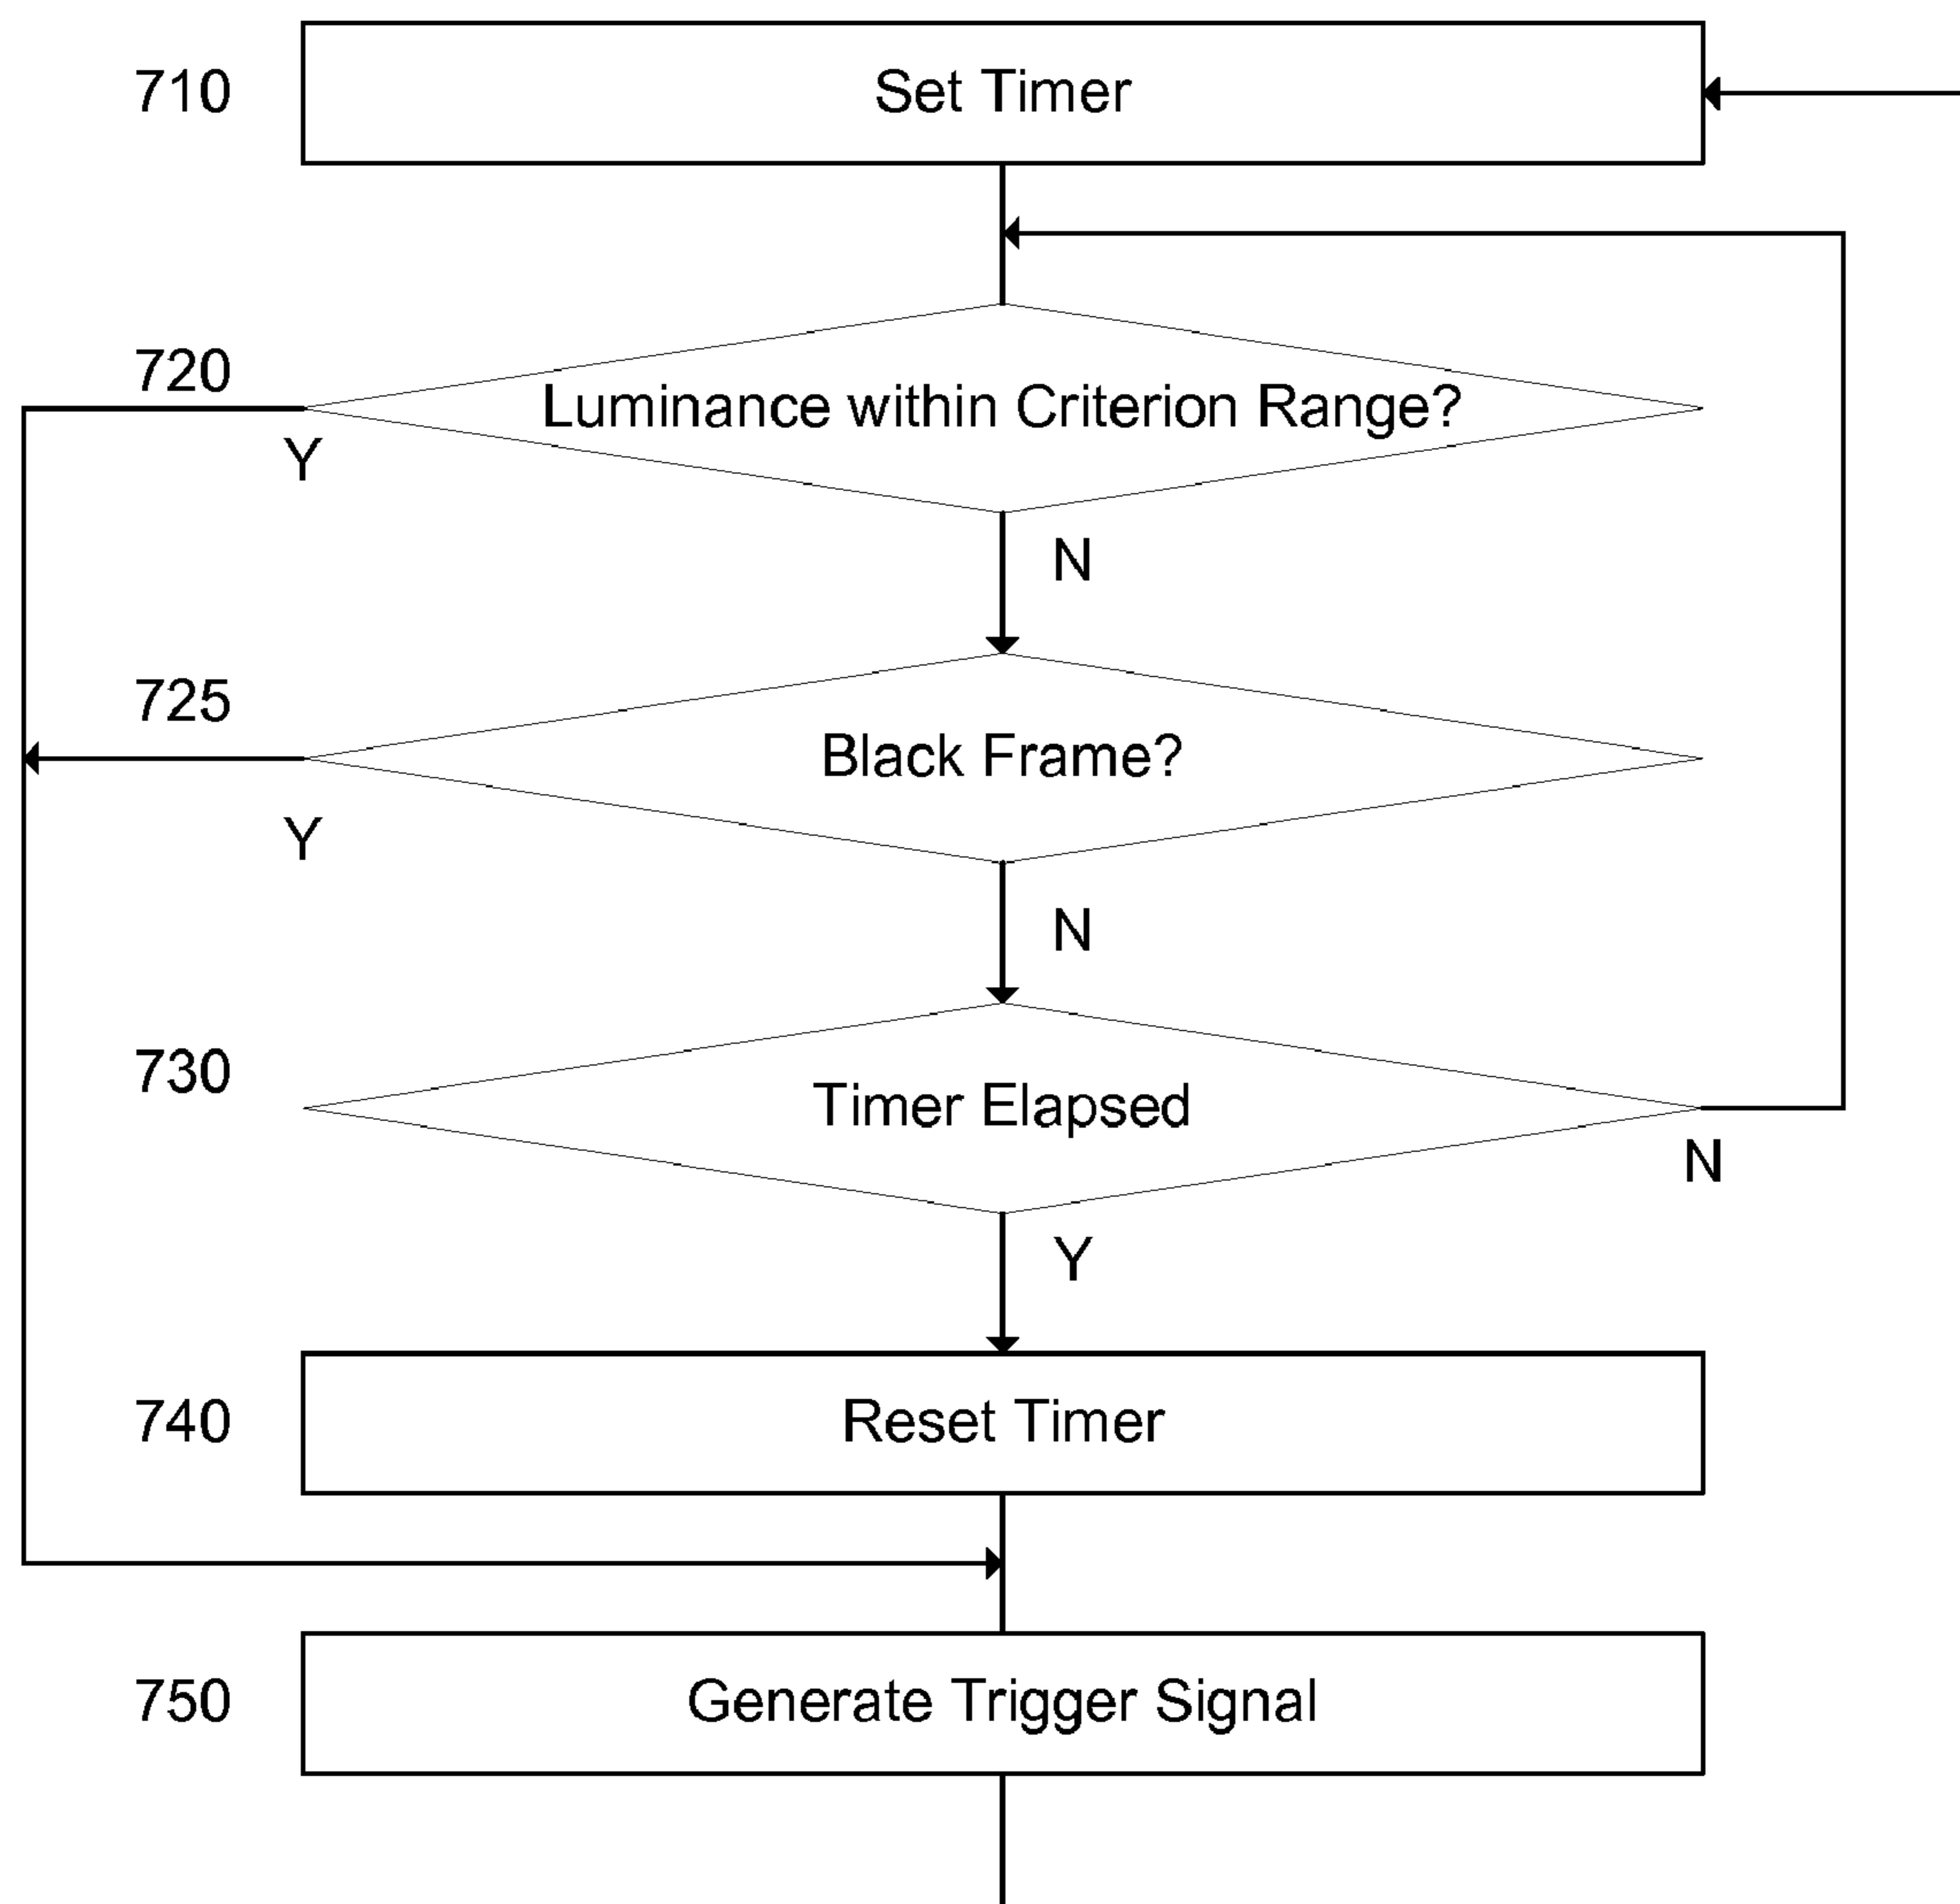 710
Set Timer
720
Luminance within Criterion Range?
Y
N
725
Black Frame?
Y
N
730
Timer Elapsed
N
Y
740
Reset Timer
750
Generate Trigger Signal